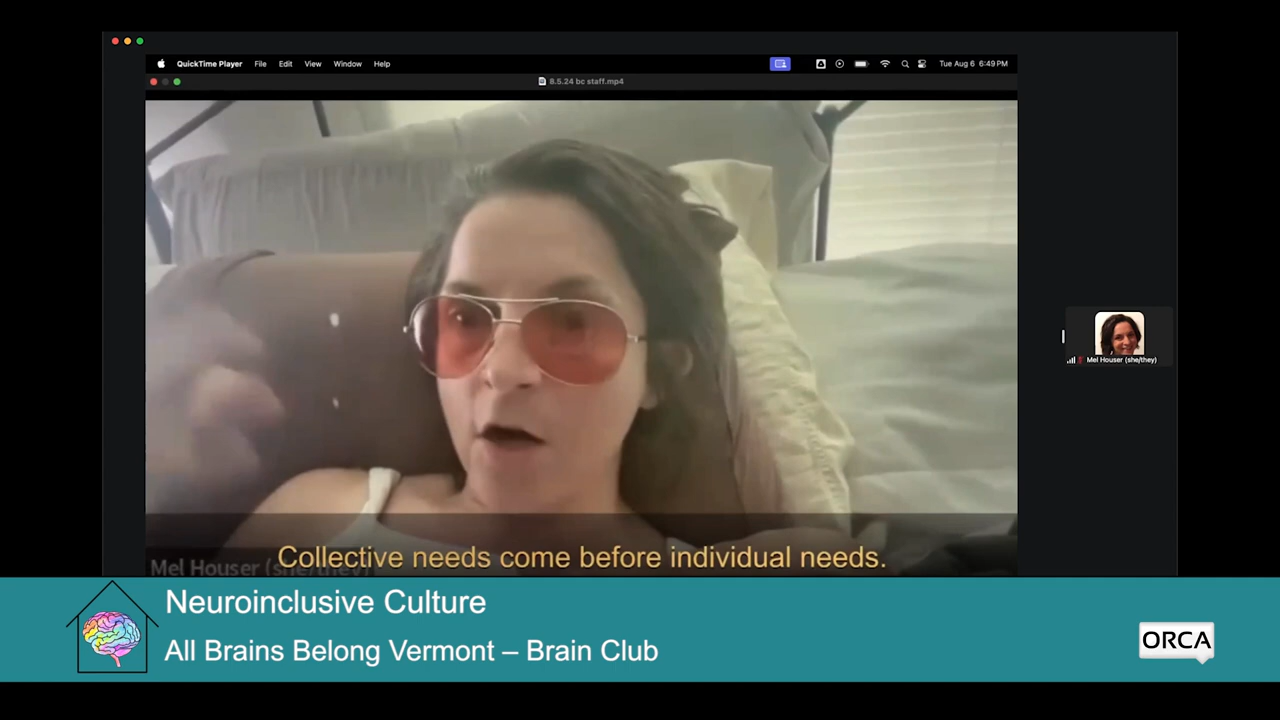 QuickTime Player File Edit View Window Help Tue Aug 6 6:49 PM
8.5.24 bc staff.mp4
Mel Houser (she/they)
Collective needs come before individual needs.
Mel Houser (she/they)
Neuroinclusive Culture
All Brains Belong Vermont – Brain Club
ORCA